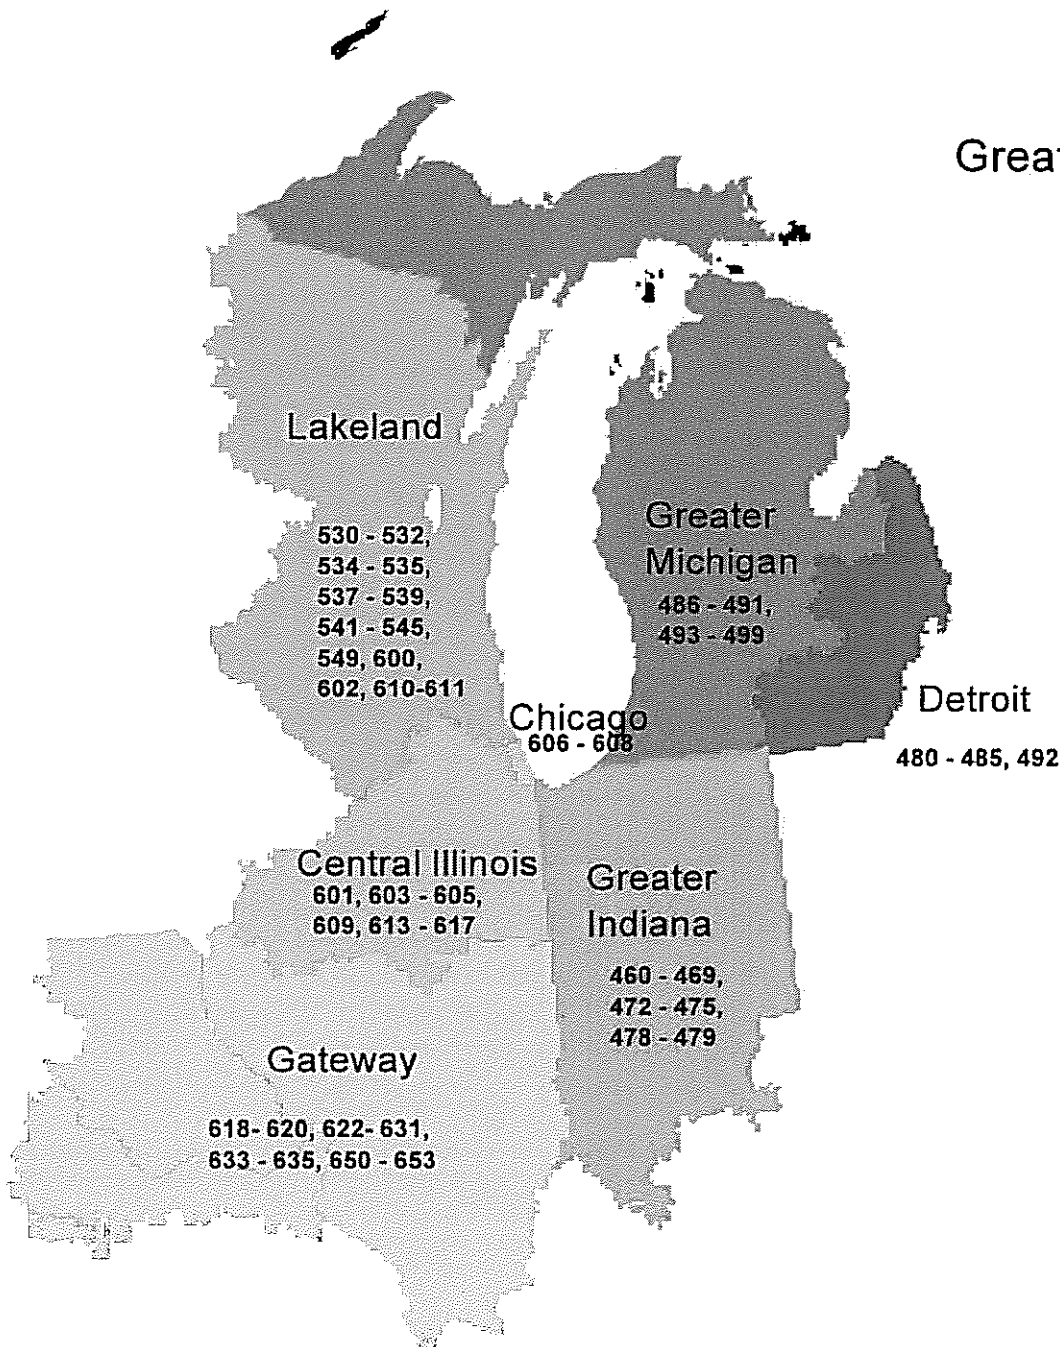 Grea
Lakeland
530 - 532,
534 - 535,
537 - 539,
541 - 545,
549, 600,
602, 610-611
Greater
Michigan
486 - 491,
493 - 499
Detroit
480 - 485, 492
Chicago
606 - 608
Central Illinois
601, 603 - 605,
609, 613 - 617
Greater
Indiana
460 - 469,
472 - 475,
478 - 479
Gateway
618- 620, 622- 631,
633 - 635, 650 - 653